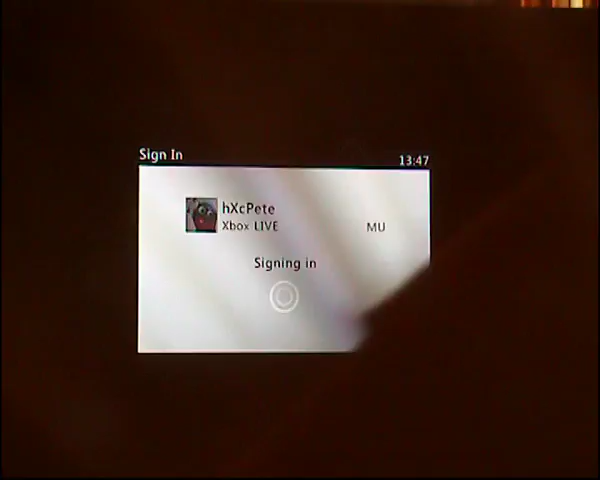 Sign In
13:47
hXcPete
Xbox LIVE
MU
Signing in